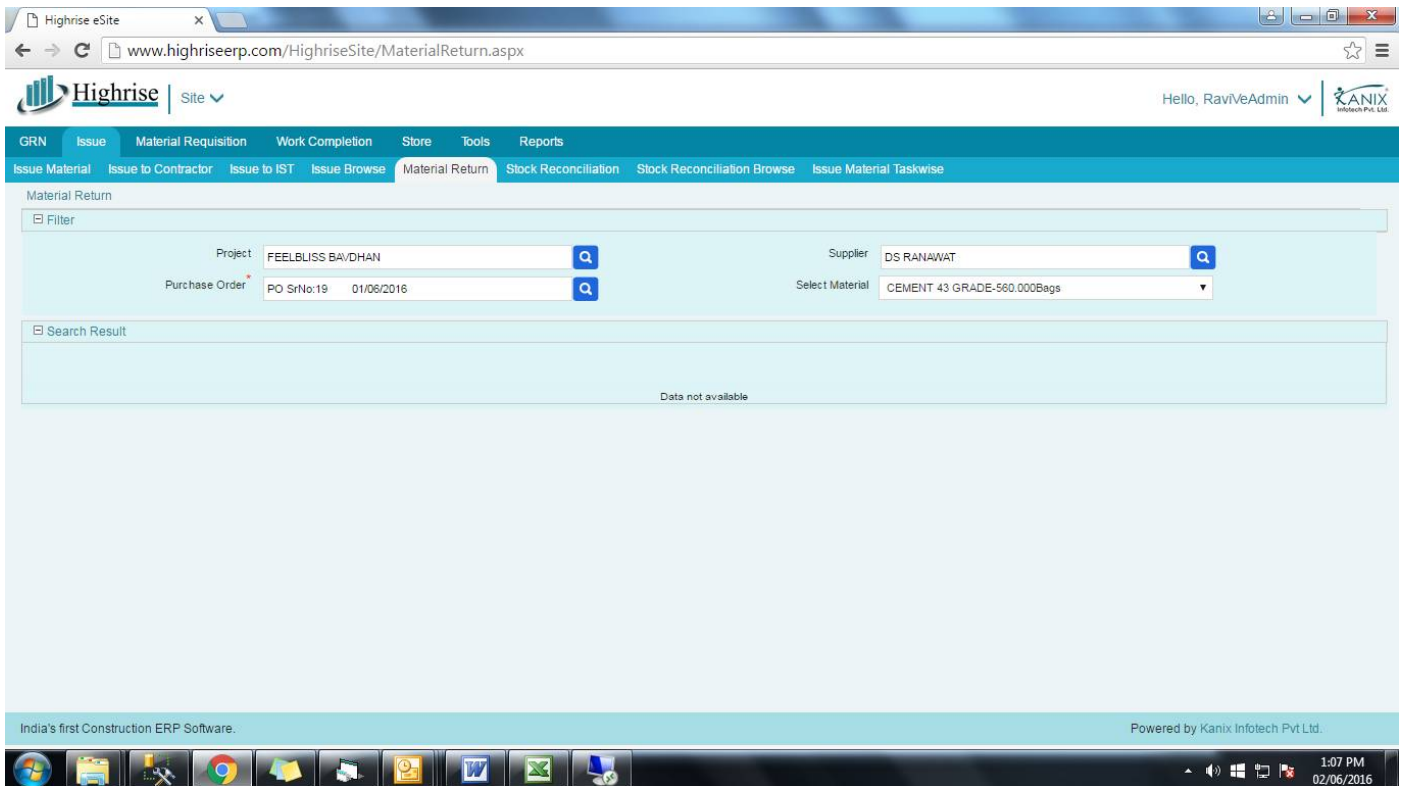 Highrise eSite
www.highriseerp.com/HighriseSite/MaterialReturn.aspx
Highrise Site Hello, RaviVeAdmin KANIX
Infotech Pvt. Ltd.
GRN Issue Material Requisition Work Completion Store Tools Reports
Issue Material Issue to Contractor Issue to IST Issue Browse Material Return Stock Reconciliation Stock Reconciliation Browse Issue Material Taskwise
Material Return
Filter
Project FEELBLISS BAVDHAN Supplier DS RANAWAT
Purchase Order * PO SrNo:19 01/06/2016 Select Material CEMENT 43 GRADE-560.000Bags
Search Result
Data not available
India's first Construction ERP Software. Powered by Kanix Infotech Pvt Ltd.
1:07 PM
02/06/2016